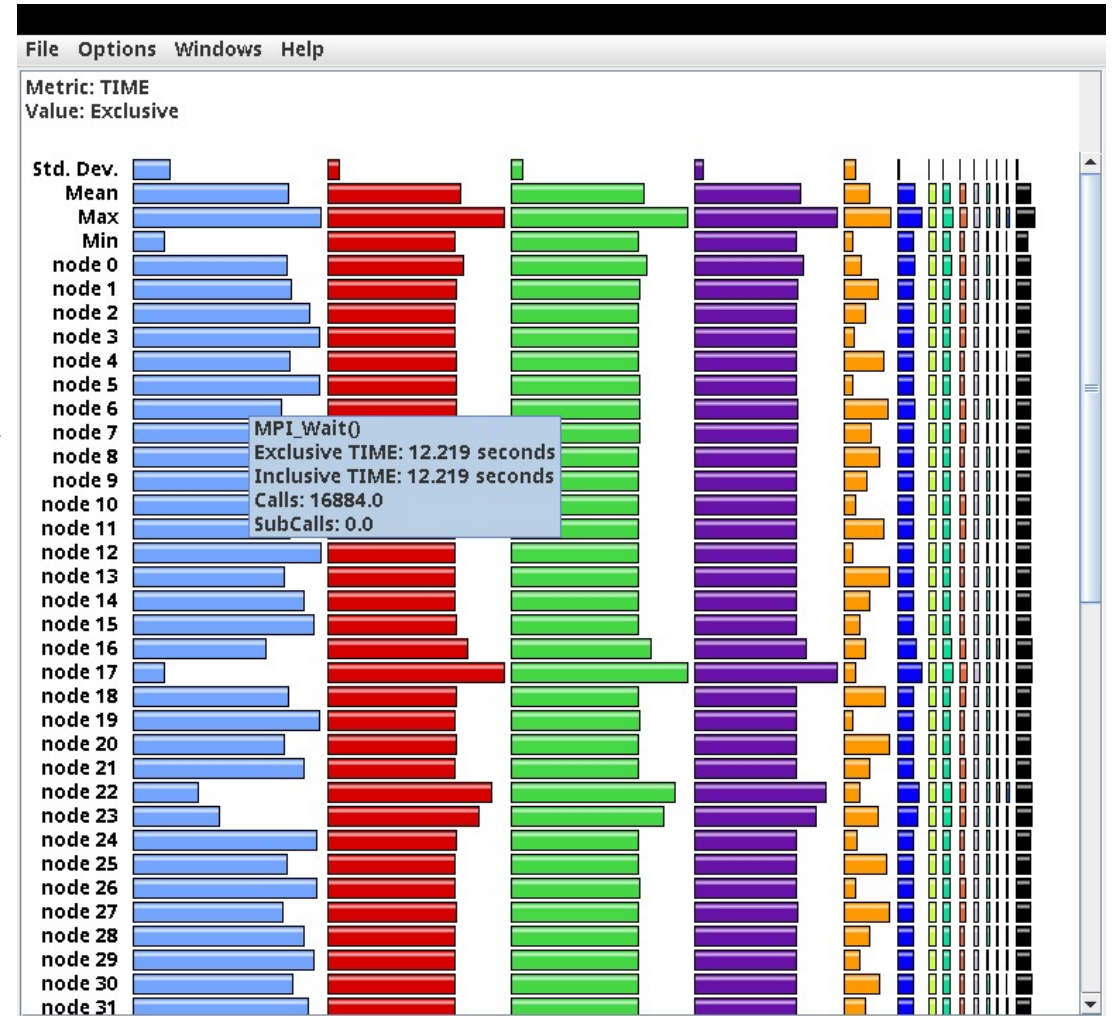 File Options Windows Help
Metric: TIME
Value: Exclusive
Std. Dev.
Mean
Max
Min
node 0
node 1
node 2
node 3
node 4
node 5
node 6
node 7
node 8
node 9
node 10
node 11
node 12
node 13
node 14
node 15
node 16
node 17
node 18
node 19
node 20
node 21
node 22
node 23
node 24
node 25
node 26
node 27
node 28
node 29
node 30
node 31
MPI_Wait()
Exclusive TIME: 12.219 seconds
Inclusive TIME: 12.219 seconds
Calls: 16884.0
SubCalls: 0.0